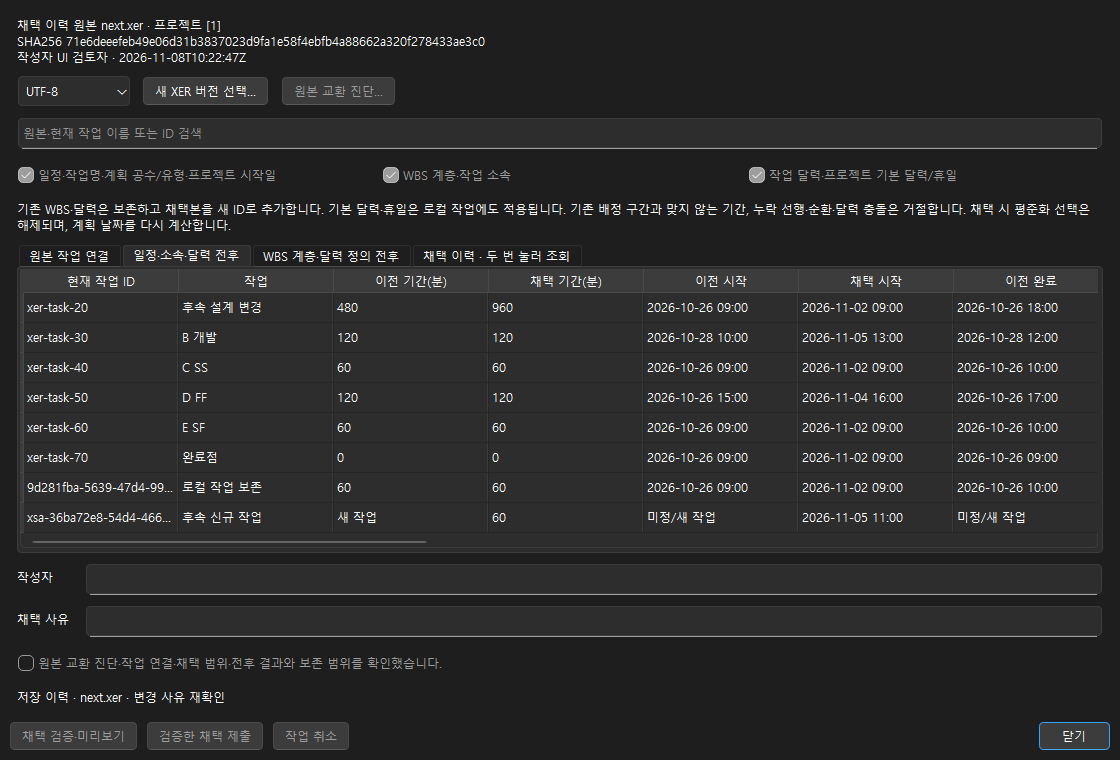 채택 이력 원본 next.xer · 프로젝트 [1]
SHA256 71e6deeefeb49e06d31b3837023d9fa1e58f4ebfb4a88662a320f278433ae3c0
작성자 UI 검토자 · 2026-11-08T10:22:47Z
UTF-8 새 XER 버전 선택... 원본 교환 진단...
원본·현재 작업 이름 또는 ID 검색
일정·작업명·계획 공수/유형·프로젝트 시작일 WBS 계층·작업 소속 작업 달력·프로젝트 기본 달력/휴일
기존 WBS·달력은 보존하고 채택본을 새 ID로 추가합니다. 기본 달력·휴일은 로컬 작업에도 적용됩니다. 기존 배정 구간과 맞지 않는 기간, 누락 선행·순환·달력 충돌은 거절합니다. 채택 시 평준화 선택은
해제되며, 계획 날짜를 다시 계산합니다.
원본 작업 연결 일정·소속·달력 전후 WBS 계층·달력 정의 전후 채택 이력 · 두 번 눌러 조회
현재 작업 ID 작업 이전 기간(분) 채택 기간(분) 이전 시작 채택 시작 이전 완료
xer-task-20 후속 설계 변경 480 960 2026-10-26 09:00 2026-11-02 09:00 2026-10-26 18:00
xer-task-30 B 개발 120 120 2026-10-28 10:00 2026-11-05 13:00 2026-10-28 12:00
xer-task-40 C SS 60 60 2026-10-26 09:00 2026-11-02 09:00 2026-10-26 10:00
xer-task-50 D FF 120 120 2026-10-26 15:00 2026-11-04 16:00 2026-10-26 17:00
xer-task-60 E SF 60 60 2026-10-26 09:00 2026-11-02 09:00 2026-10-26 10:00
xer-task-70 완료점 0 0 2026-10-26 09:00 2026-11-02 09:00 2026-10-26 09:00
9d281fba-5639-47d4-99... 로컬 작업 보존 60 60 2026-10-26 09:00 2026-11-02 09:00 2026-10-26 10:00
xsa-36ba72e8-54d4-466... 후속 신규 작업 새 작업 60 미정/새 작업 2026-11-05 11:00 미정/새 작업
작성자
채택 사유
원본 교환 진단·작업 연결·채택 범위·전후 결과와 보존 범위를 확인했습니다.
저장 이력 · next.xer · 변경 사유 재확인
채택 검증·미리보기 검증한 채택 제출 작업 취소 닫기